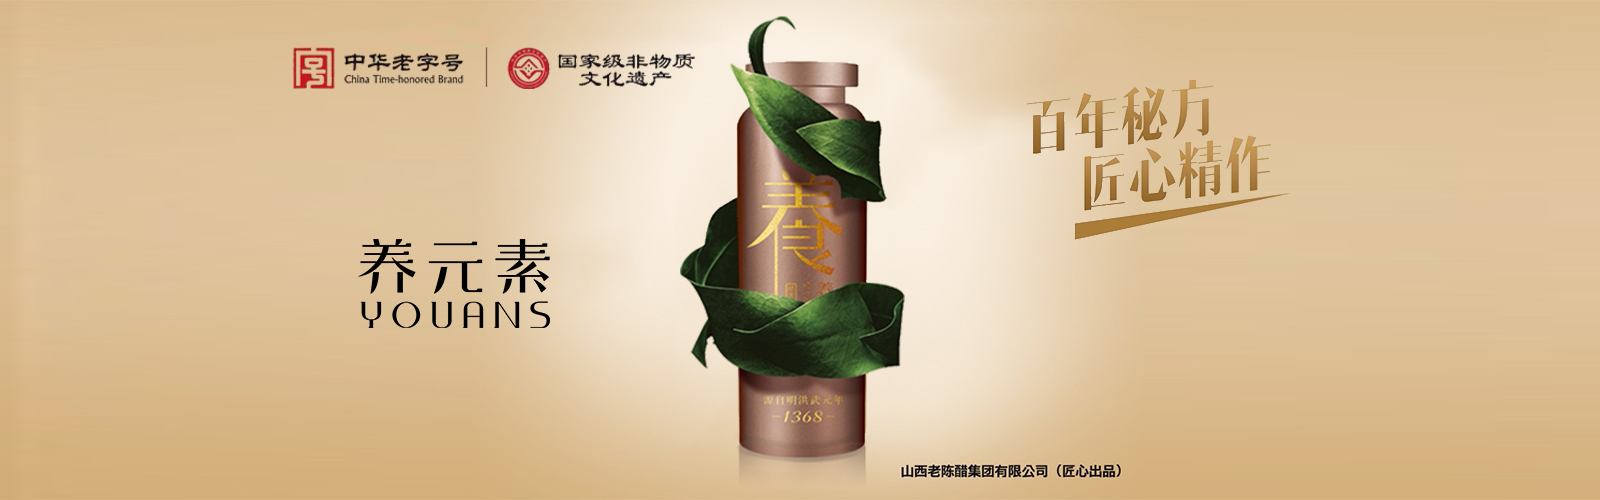 中华老字号
China Time-honored Brand
国家级非物质
文化遗产
百年秘方
匠心精作
养元素
YOUANS
養
源自明洪武元年
-1368-
山西老陈醋集团有限公司（匠心出品）